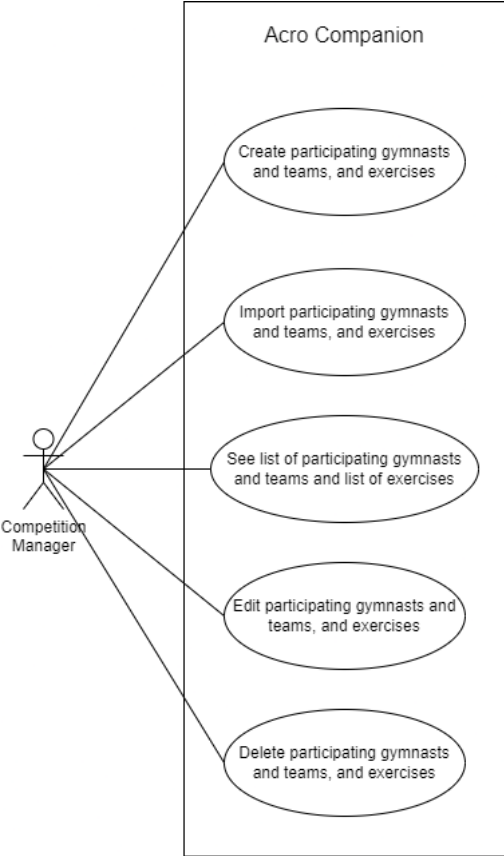 Acro Companion
Create participating gymnasts
and teams, and exercises
Import participating gymnasts
and teams, and exercises
See list of participating gymnasts
and teams and list of exercises
Competition
Manager
Edit participating gymnasts and
teams, and exercises
Delete participating gymnasts
and teams, and exercises